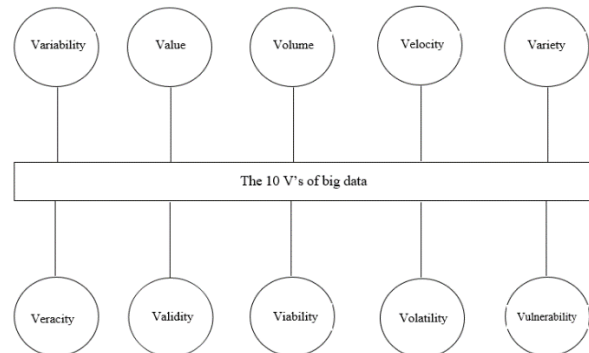 Variability
Value
Volume
Velocity
Variety
The 10 V's of big data
Veracity
Validity
Viability
Volatility
Vulnerability